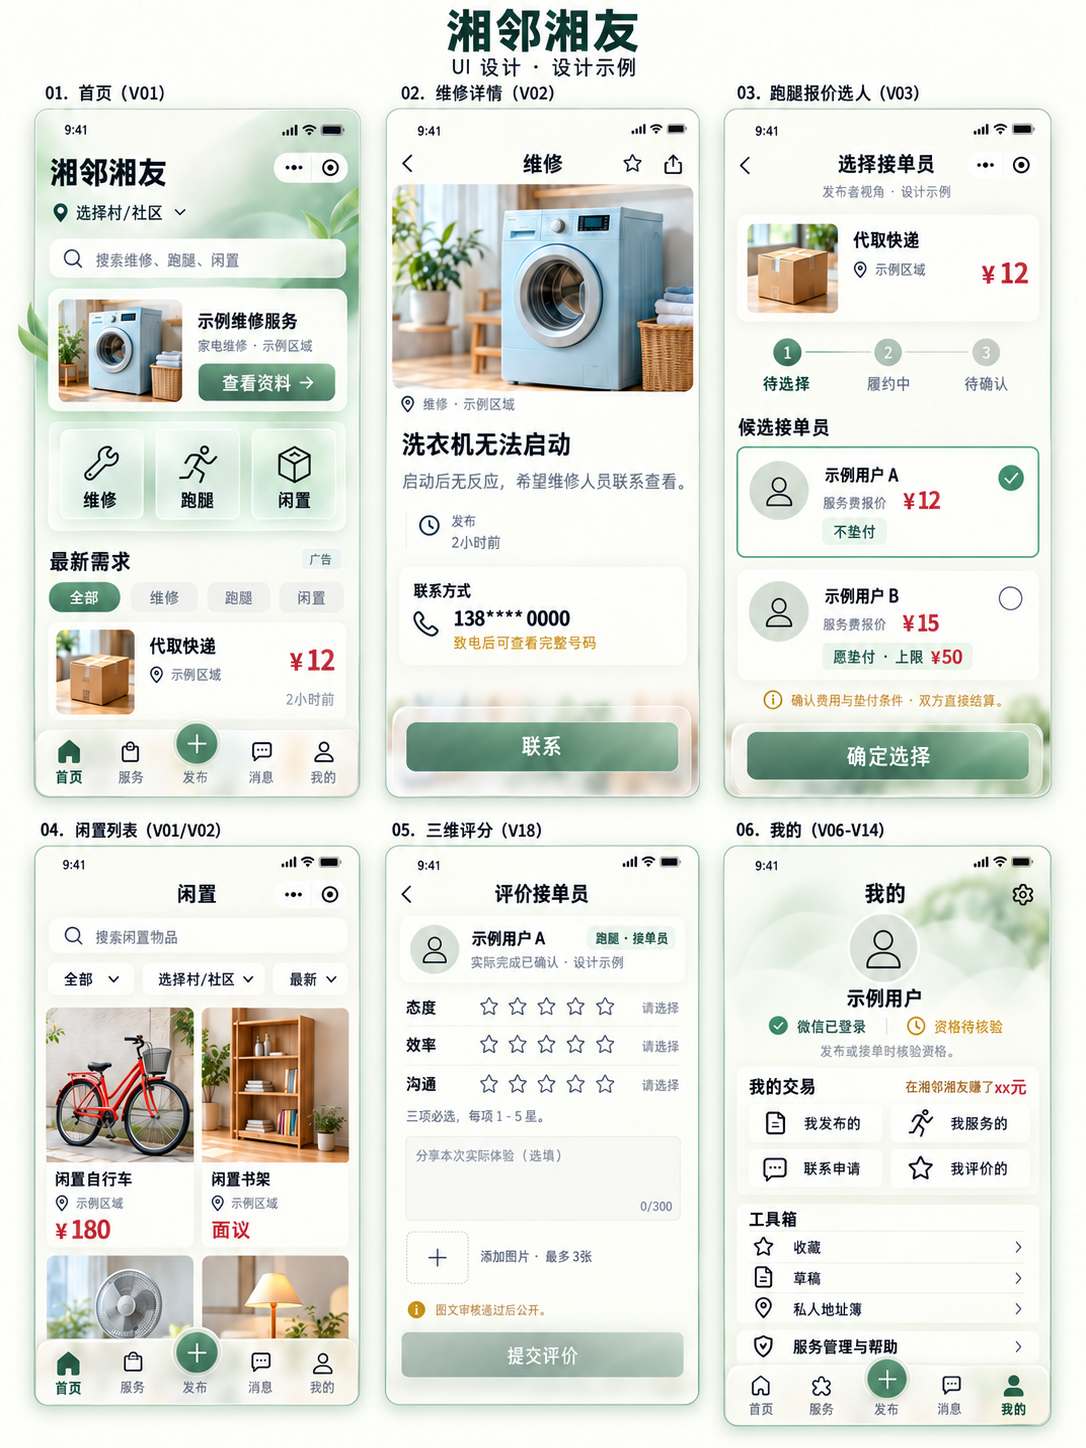 湘邻湘友
UI 设计 · 设计示例
01. 首页（V01）
9:41
湘邻湘友
选择村/社区
搜索维修、跑腿、闲置
示例维修服务
家电维修 · 示例区域
查看资料 →
维修
跑腿
闲置
最新需求
广告
全部
维修
跑腿
闲置
代取快递
示例区域
¥12
2小时前
首页
服务
发布
消息
我的
02. 维修详情（V02）
9:41
维修
维修 · 示例区域
洗衣机无法启动
启动后无反应，希望维修人员联系查看。
发布
2小时前
联系方式
138**** 0000
致电后可查看完整号码
联系
03. 跑腿报价选人（V03）
9:41
选择接单员
发布者视角 · 设计示例
代取快递
示例区域
¥12
1
2
3
待选择
履约中
待确认
候选接单员
示例用户 A
服务费报价 ¥12
不垫付
示例用户 B
服务费报价 ¥15
愿垫付 · 上限 ¥50
确认费用与垫付条件 · 双方直接结算。
确定选择
04. 闲置列表（V01/V02）
9:41
闲置
搜索闲置物品
全部
选择村/社区
最新
闲置自行车
示例区域
¥180
闲置书架
示例区域
面议
首页
服务
发布
消息
我的
05. 三维评分（V18）
9:41
评价接单员
示例用户 A
跑腿 · 接单员
实际完成已确认 · 设计示例
态度
请选择
效率
请选择
沟通
请选择
三项必选，每项 1 - 5 星。
分享本次实际体验（选填）
0/300
添加图片 · 最多 3张
图文审核通过后公开。
提交评价
06. 我的（V06-V14）
9:41
我的
示例用户
微信已登录
资格待核验
发布或接单时核验资格。
我的交易
在湘邻湘友赚了xx元
我发布的
我服务的
联系申请
我评价的
工具箱
收藏
草稿
私人地址簿
服务管理与帮助
首页
服务
发布
消息
我的